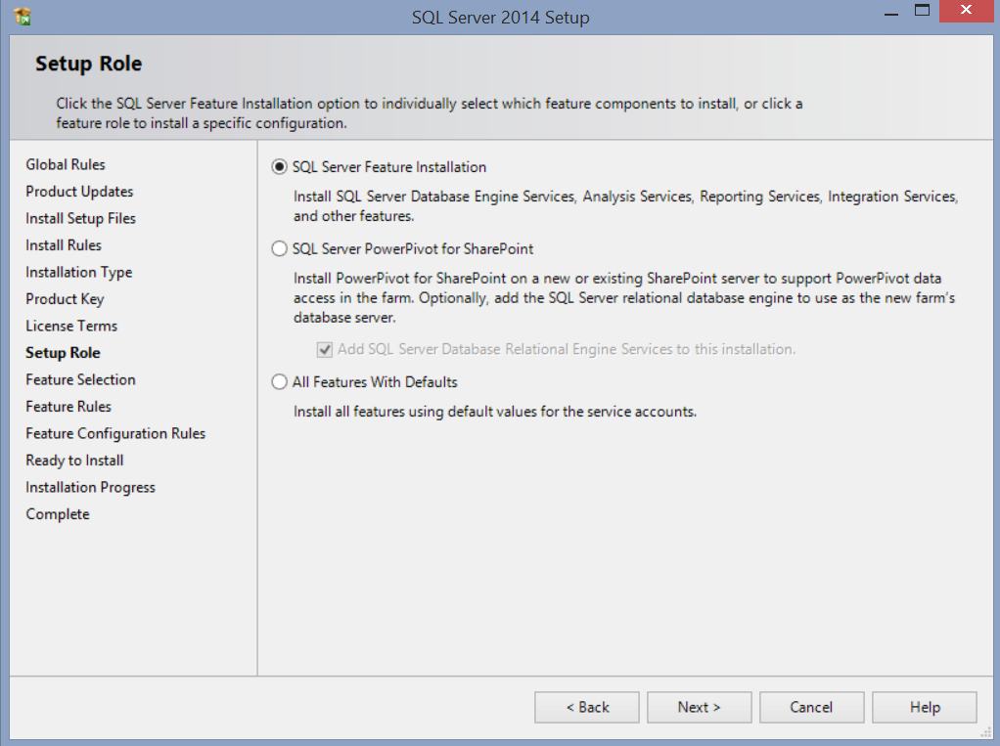 SQL Server 2014 Setup
Setup Role
Click the SQL Server Feature Installation option to individually select which feature components to install, or click a
feature role to install a specific configuration.
Global Rules
Product Updates
Install Setup Files
Install Rules
Installation Type
Product Key
License Terms
Setup Role
Feature Selection
Feature Rules
Feature Configuration Rules
Ready to Install
Installation Progress
Complete
SQL Server Feature Installation
Install SQL Server Database Engine Services, Analysis Services, Reporting Services, Integration Services,
and other features.
SQL Server PowerPivot for SharePoint
Install PowerPivot for SharePoint on a new or existing SharePoint server to support PowerPivot data
access in the farm. Optionally, add the SQL Server relational database engine to use as the new farm's
database server.
Add SQL Server Database Relational Engine Services to this installation.
All Features With Defaults
Install all features using default values for the service accounts.
< Back
Next >
Cancel
Help